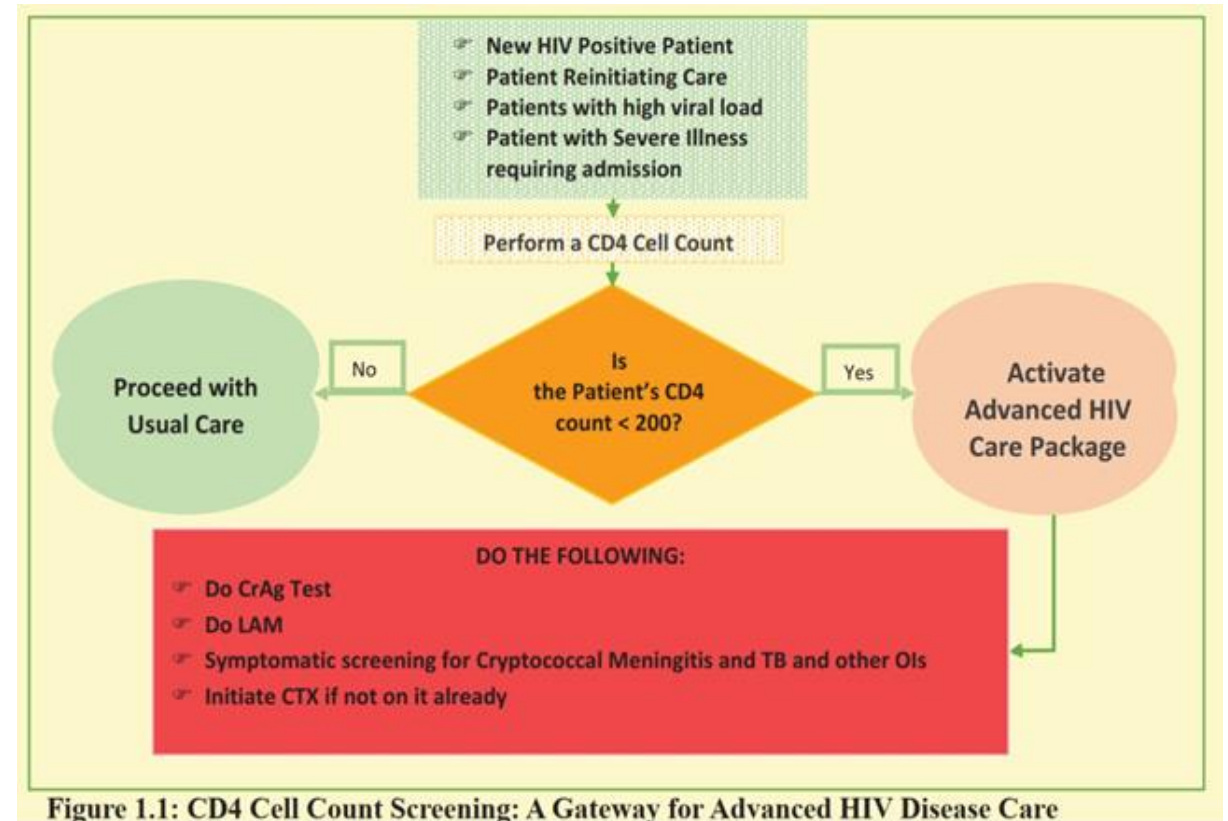 ☞ New HIV Positive Patient
☞ Patient Reinitiating Care
☞ Patients with high viral load
☞ Patient with Severe Illness
requiring admission
Perform a CD4 Cell Count
Is
the Patient's CD4
count < 200?
No
Yes
Proceed with
Usual Care
Activate
Advanced HIV
Care Package
DO THE FOLLOWING:
☞ Do CrAg Test
☞ Do LAM
☞ Symptomatic screening for Cryptococcal Meningitis and TB and other OIs
☞ Initiate CTX if not on it already
Figure 1.1: CD4 Cell Count Screening: A Gateway for Advanced HIV Disease Care